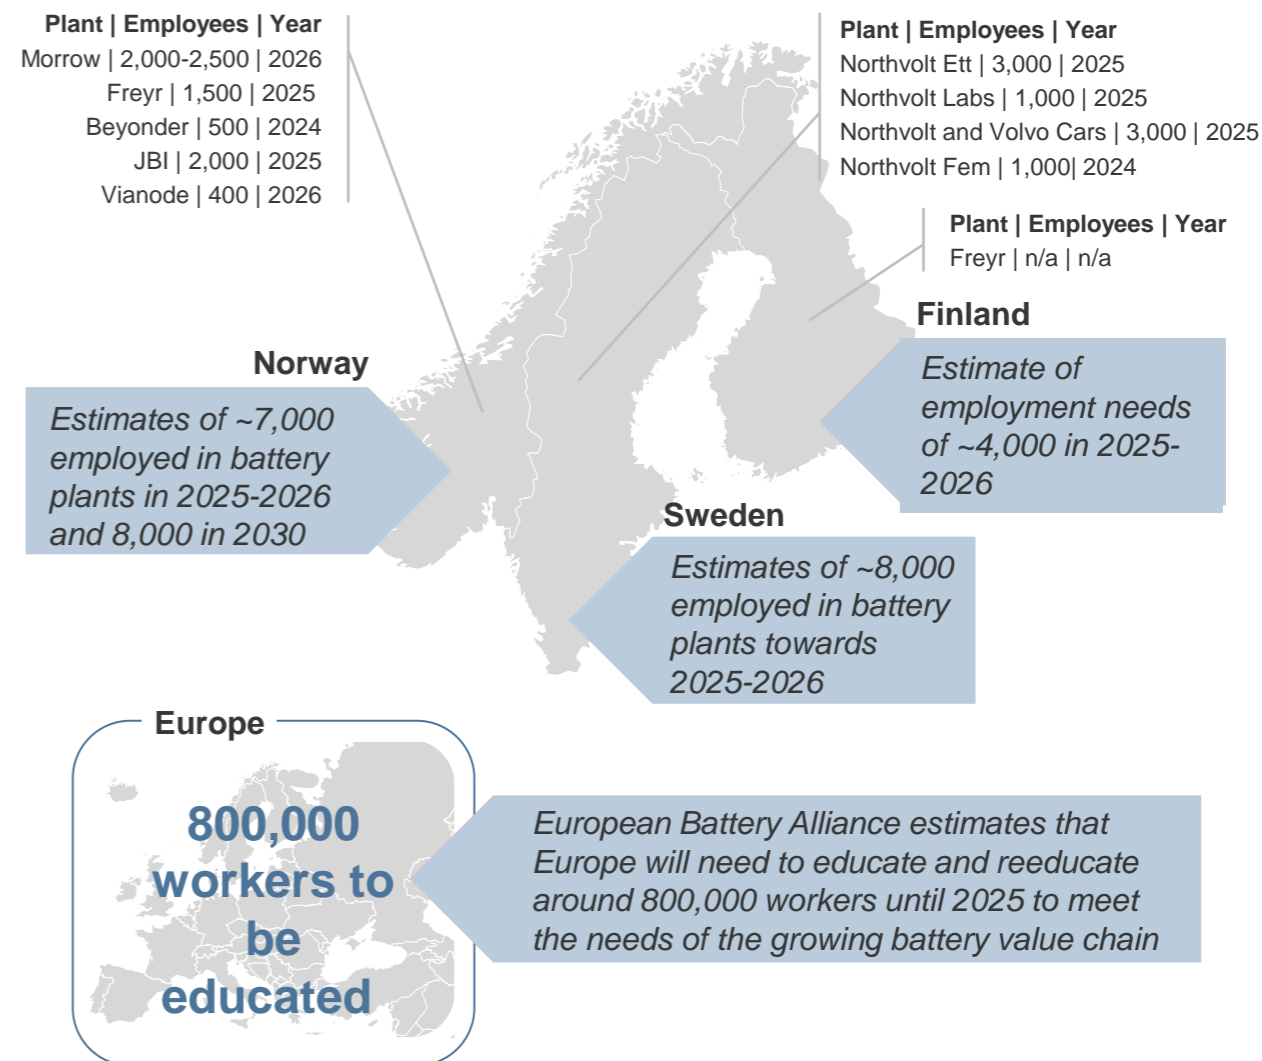 Plant | Employees | Year
Morrow | 2,000-2,500 | 2026
Freyr | 1,500 | 2025
Beyonder | 500 | 2024
JBI | 2,000 | 2025
Vianode | 400 | 2026
Plant | Employees | Year
Northvolt Ett | 3,000 | 2025
Northvolt Labs | 1,000 | 2025
Northvolt and Volvo Cars | 3,000 | 2025
Northvolt Fem | 1,000| 2024
Plant | Employees | Year
Freyr | n/a | n/a
Finland
Estimate of
employment needs
of ~4,000 in 2025-
2026
Norway
Estimates of ~7,000
employed in battery
plants in 2025-2026
and 8,000 in 2030
Sweden
Estimates of ~8,000
employed in battery
plants towards
2025-2026
Europe
800,000
workers to
be
educated
European Battery Alliance estimates that
Europe will need to educate and reeducate
around 800,000 workers until 2025 to meet
the needs of the growing battery value chain